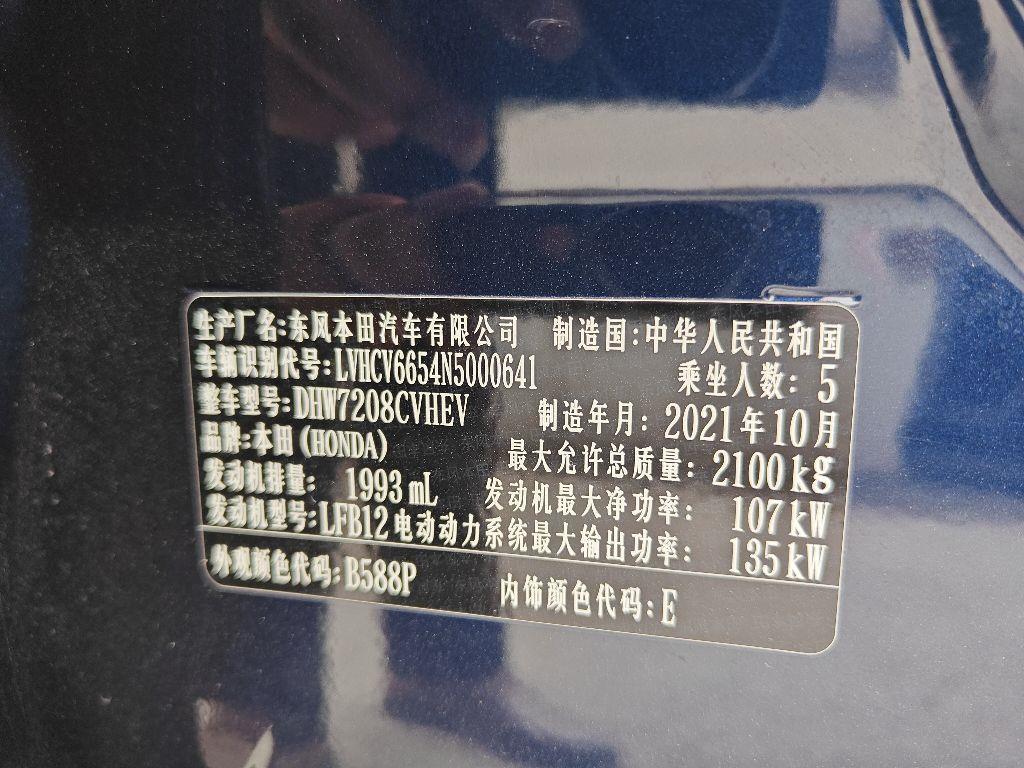 生产厂名:东风本田汽车有限公司 制造国:中华人民共和国
车辆识别代号:LVHCV6654N5000641 乘坐人数: 5
整车型号:DHW7208CVHEV 制造年月: 2021年10月
品牌:本田(HONDA) 最大允许总质量: 2100kg
发动机排量: 1993mL 发动机最大净功率: 107kW
发动机型号:LFB12 电动动力系统最大输出功率: 135kW
外观颜色代码:B588P 内饰颜色代码:E